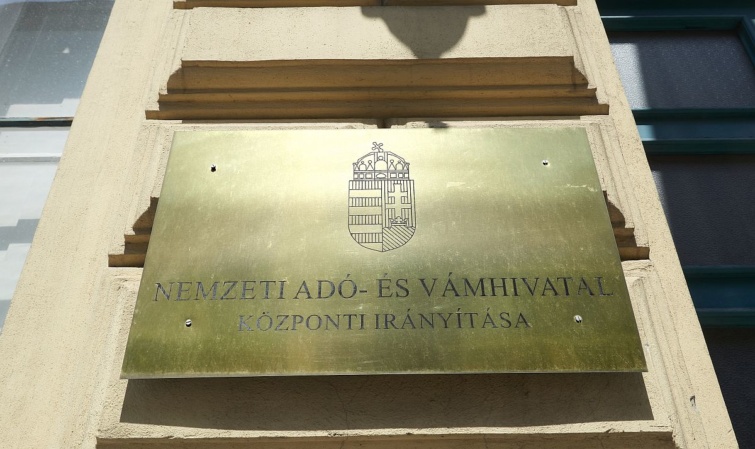 NEMZETI ADÓ- ÉS VÁMHIVATAL
KÖZPONTI IRÁNYÍTÁSA